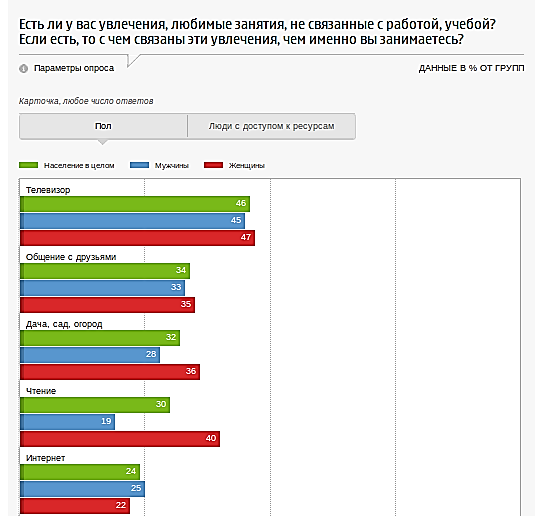 Есть ли у вас увлечения, любимые занятия, не связанные с работой, учебой?
Если есть, то с чем связаны эти увлечения, чем именно вы занимаетесь?
Параметры опроса
ДАННЫЕ В % ОТ ГРУПП
Карточка, любое число ответов
Пол
Люди с доступом к ресурсам
Население в целом
Мужчины
Женщины
Телевизор
46
45
47
Общение с друзьями
34
33
35
Дача, сад, огород
32
28
36
Чтение
30
19
40
Интернет
24
25
22